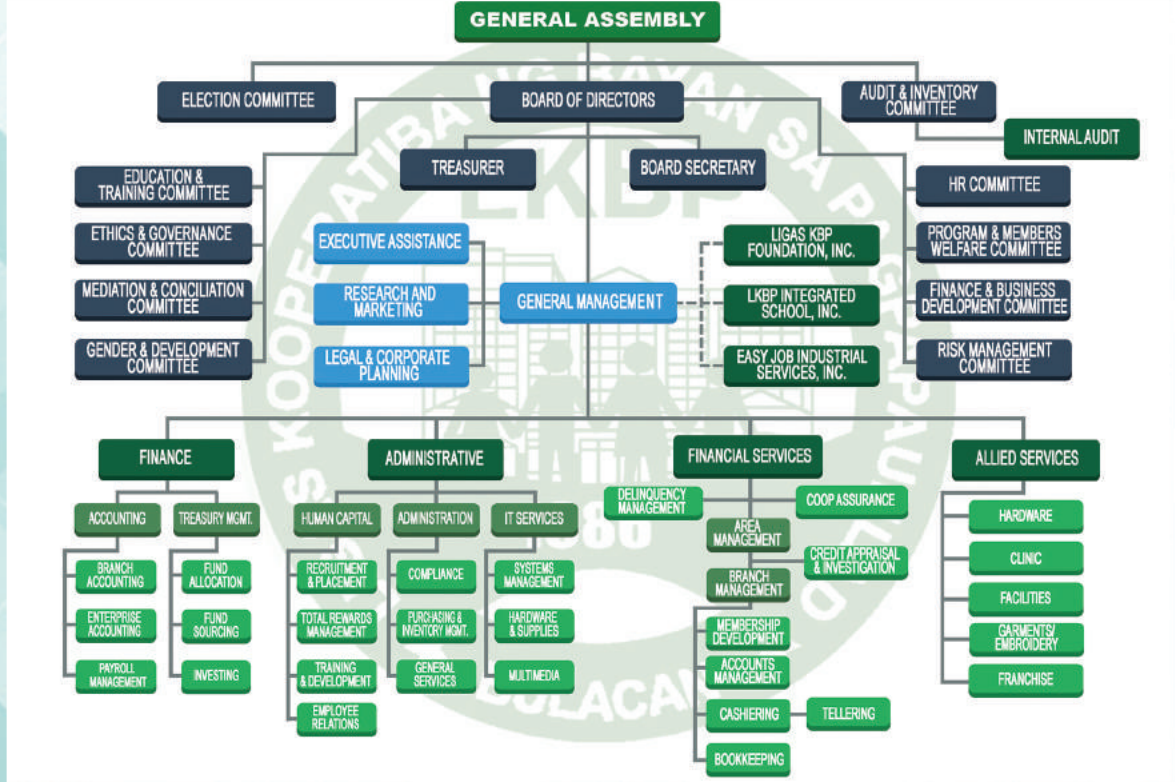 GENERAL ASSEMBLY
ELECTION COMMITTEE
BOARD OF DIRECTORS
AUDIT & INVENTORY
COMMITTEE
INTERNAL AUDIT
TREASURER
BOARD SECRETARY
EDUCATION &
TRAINING COMMITTEE
ETHICS & GOVERNANCE
COMMITTEE
MEDIATION & CONCILIATION
COMMITTEE
GENDER & DEVELOPMENT
COMMITTEE
EXECUTIVE ASSISTANCE
RESEARCH AND
MARKETING
LEGAL & CORPORATE
PLANNING
GENERAL MANAGEMENT
LIGAS KBP
FOUNDATION, INC.
LKBP INTEGRATED
SCHOOL, INC.
EASY JOB INDUSTRIAL
SERVICES, INC.
HR COMMITTEE
PROGRAM & MEMBERS
WELFARE COMMITTEE
FINANCE & BUSINESS
DEVELOPMENT COMMITTEE
RISK MANAGEMENT
COMMITTEE
FINANCE
ACCOUNTING
BRANCH
ACCOUNTING
ENTERPRISE
ACCOUNTING
PAYROLL
MANAGEMENT
TREASURY MGMT.
FUND
ALLOCATION
FUND
SOURCING
INVESTING
ADMINISTRATIVE
HUMAN CAPITAL
RECRUITMENT
& PLACEMENT
TOTAL REWARDS
MANAGEMENT
TRAINING
& DEVELOPMENT
EMPLOYEE
RELATIONS
ADMINISTRATION
COMPLIANCE
PURCHASING &
INVENTORY MGMT.
GENERAL
SERVICES
IT SERVICES
SYSTEMS
MANAGEMENT
HARDWARE
& SUPPLIES
MULTIMEDIA
FINANCIAL SERVICES
DELINQUENCY
MANAGEMENT
COOP ASSURANCE
AREA
MANAGEMENT
CREDIT APPRAISAL
& INVESTIGATION
BRANCH
MANAGEMENT
MEMBERSHIP
DEVELOPMENT
ACCOUNTS
MANAGEMENT
CASHIERING
TELLERING
BOOKKEEPING
ALLIED SERVICES
HARDWARE
CLINIC
FACILITIES
GARMENTS/
EMBROIDERY
FRANCHISE
LKBP
BULACAN